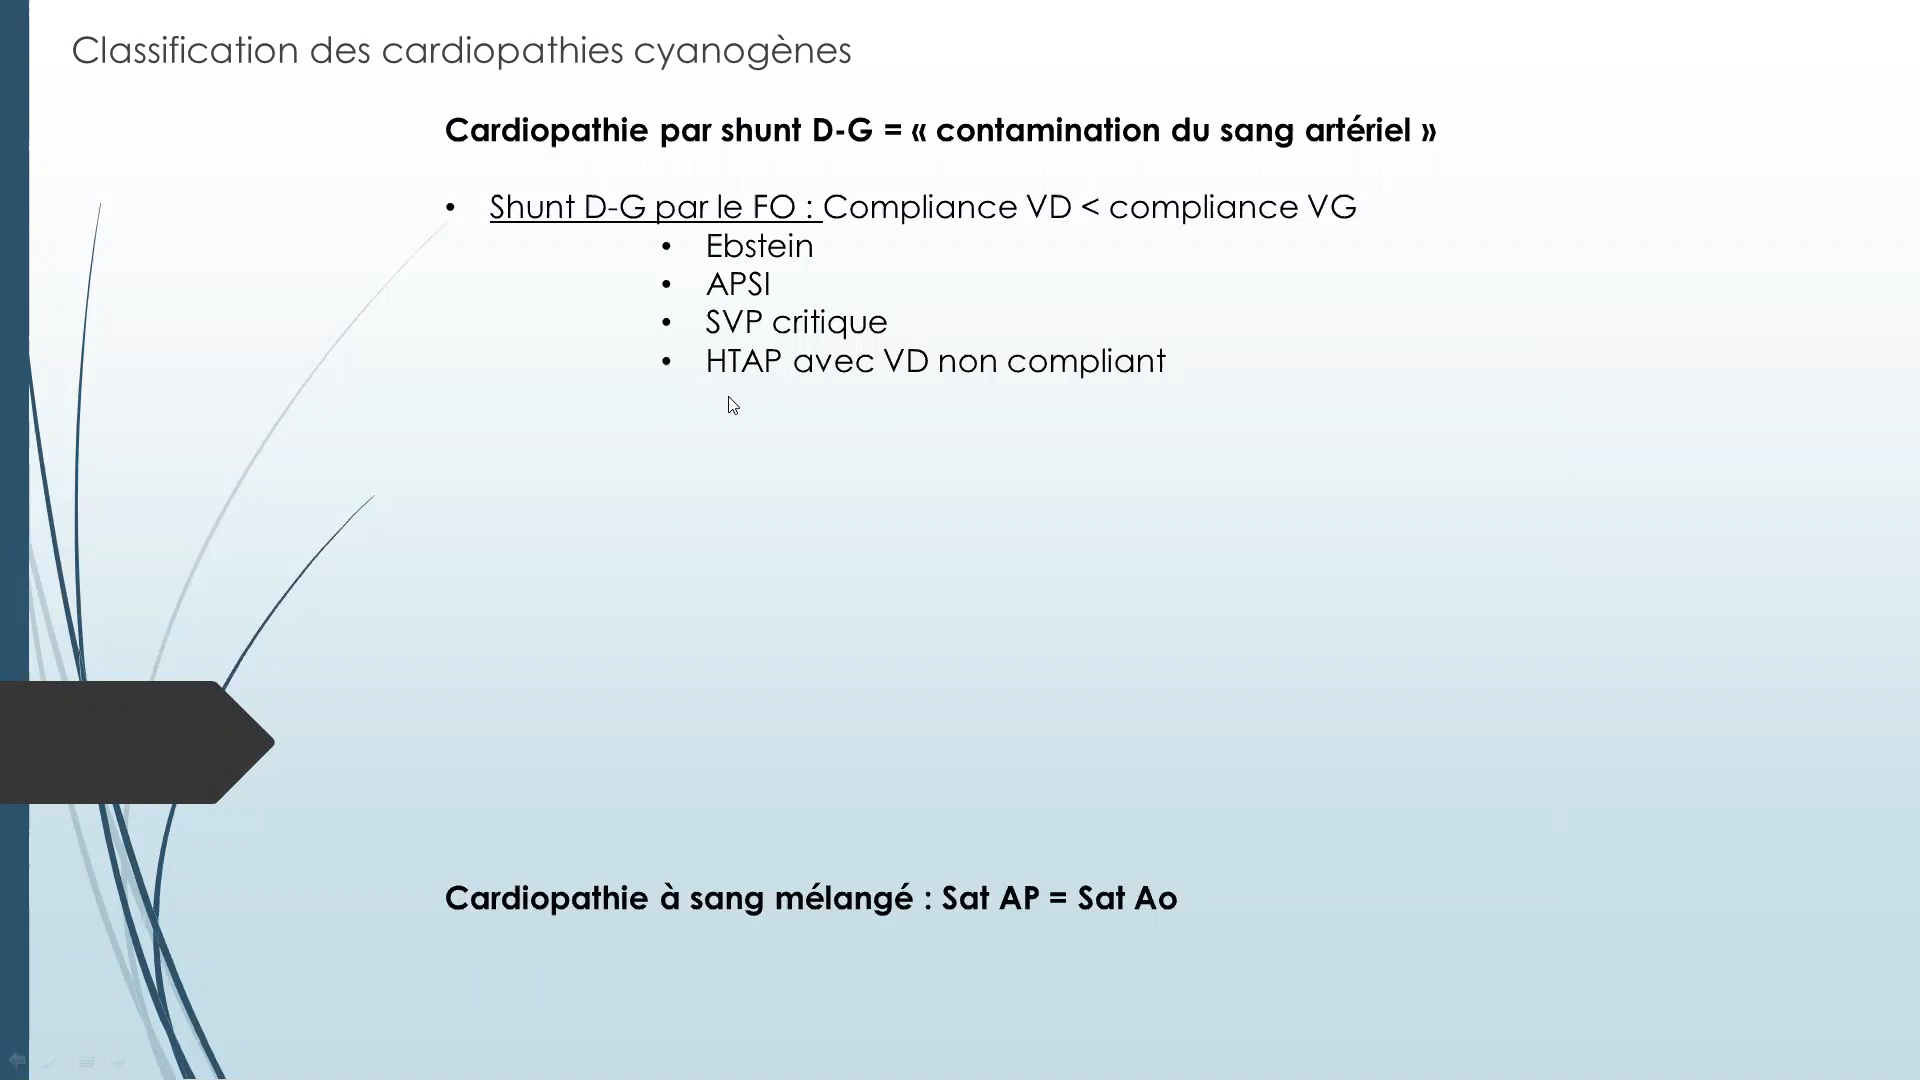 Classification des cardiopathies cyanogènes
Cardiopathie par shunt D-G = « contamination du sang artériel »
• Shunt D-G par le FO : Compliance VD < compliance VG
• Ebstein
• APSI
• SVP critique
• HTAP avec VD non compliant
Cardiopathie à sang mélangé : Sat AP = Sat Ao